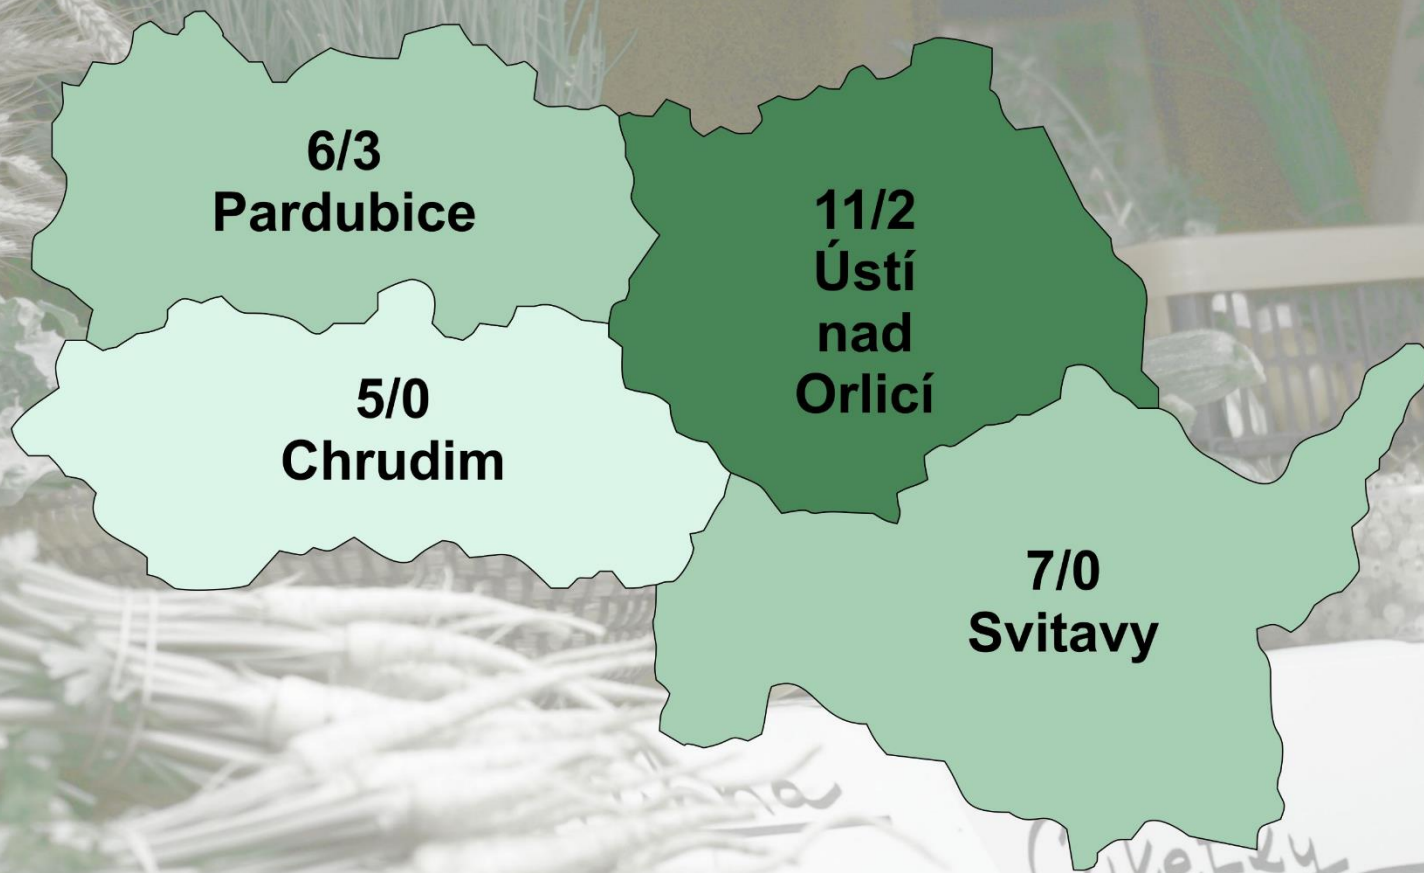 6/3
Pardubice
11/2
Ústí
nad
Orlicí
5/0
Chrudim
7/0
Svitavy